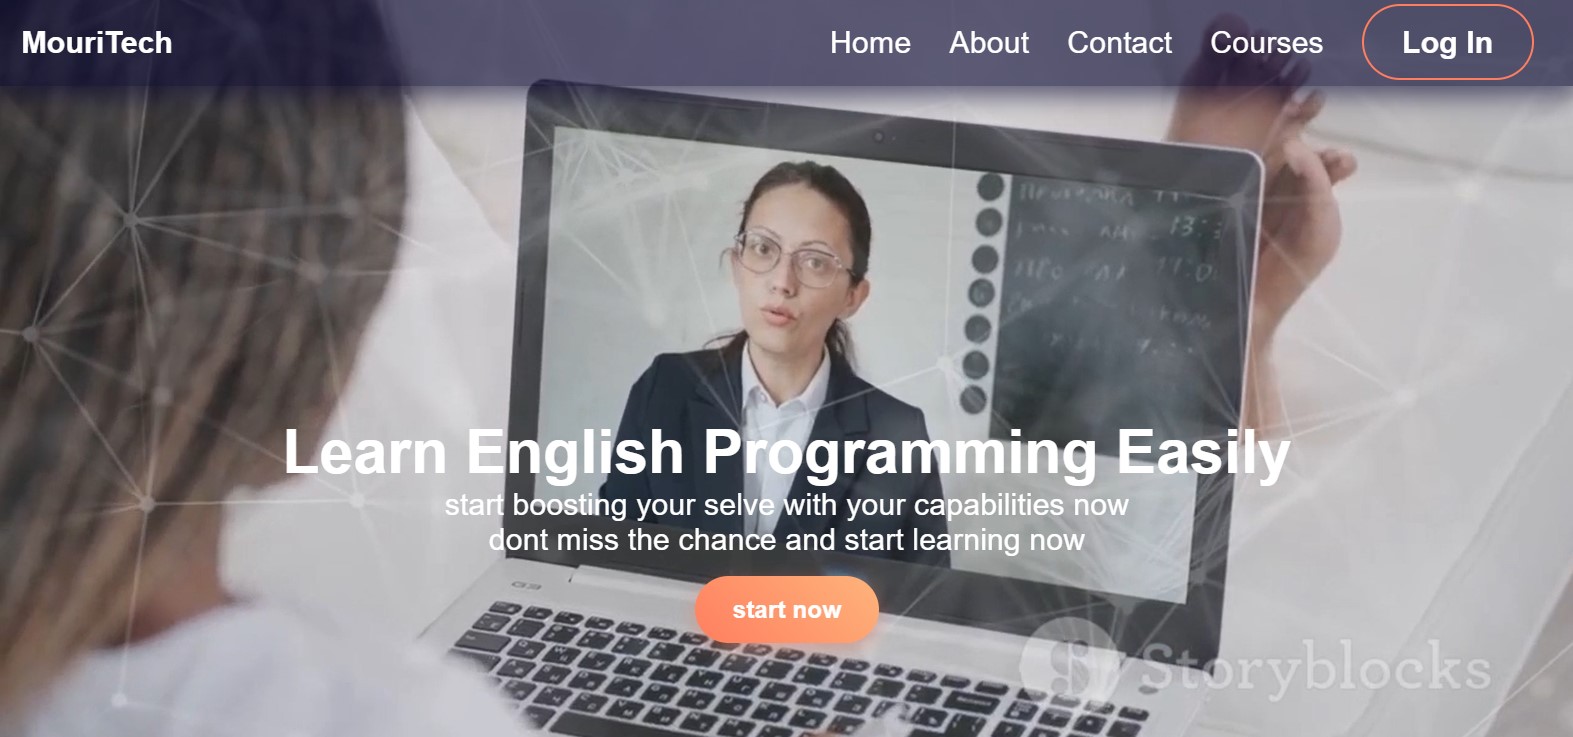 MouriTech
Home About Contact Courses Log In
Learn English Programming Easily
start boosting your selve with your capabilities now
dont miss the chance and start learning now
start now
Storyblocks